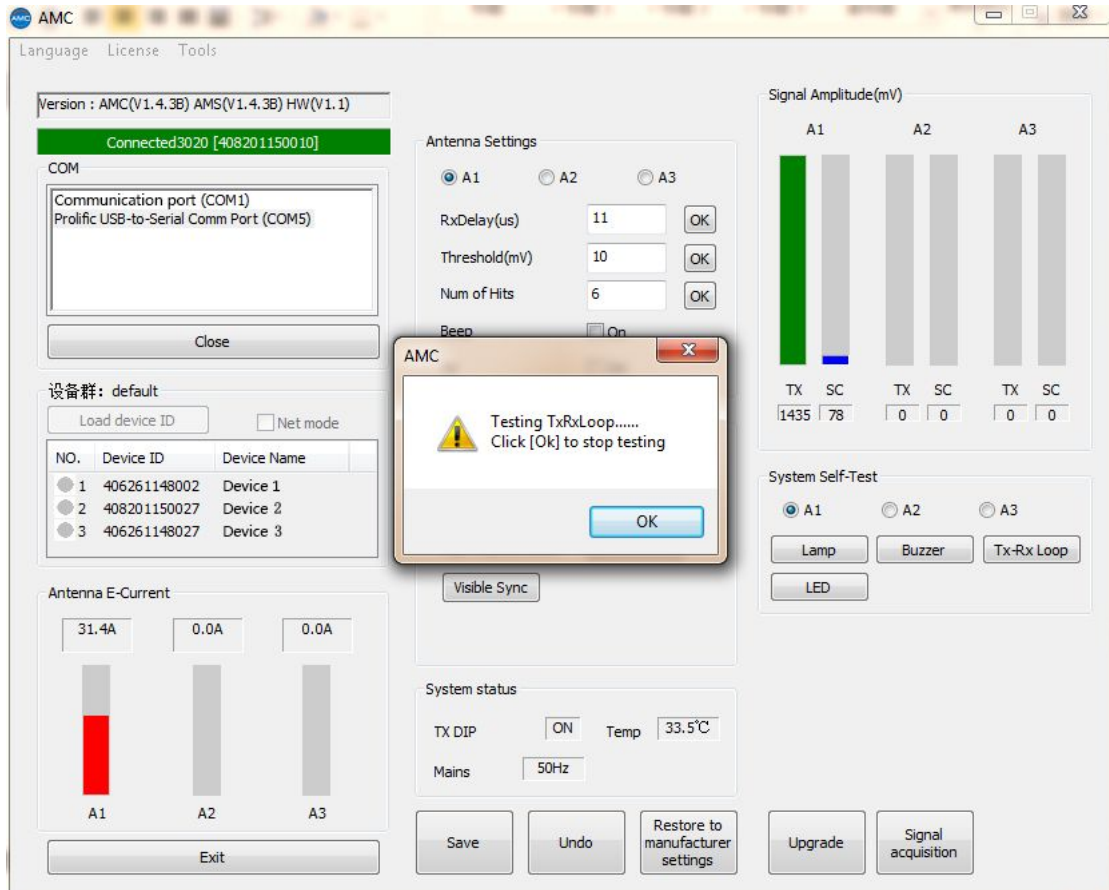 AMC
Language License Tools
Version : AMC(V1.4.3B) AMS(V1.4.3B) HW(V1.1)
Connected3020 [408201150010]
COM
Communication port (COM1)
Prolific USB-to-Serial Comm Port (COM5)
Close
设备群: default
Load device ID Net mode
NO. Device ID Device Name
1 406261148002 Device 1
2 408201150027 Device 2
3 406261148027 Device 3
Antenna E-Current
31.4A 0.0A 0.0A
A1 A2 A3
Exit
Antenna Settings
A1 A2 A3
RxDelay(us) 11 OK
Threshold(mV) 10 OK
Num of Hits 6 OK
Beep On
AMC
Testing TxRxLoop......
Click [Ok] to stop testing
OK
Visible Sync
System status
TX DIP ON Temp 33.5℃
Mains 50Hz
Save Undo Restore to
manufacturer
settings
Signal Amplitude(mV)
A1 A2 A3
TX SC TX SC TX SC
1435 78 0 0 0 0
System Self-Test
A1 A2 A3
Lamp Buzzer Tx-Rx Loop
LED
Upgrade Signal
acquisition